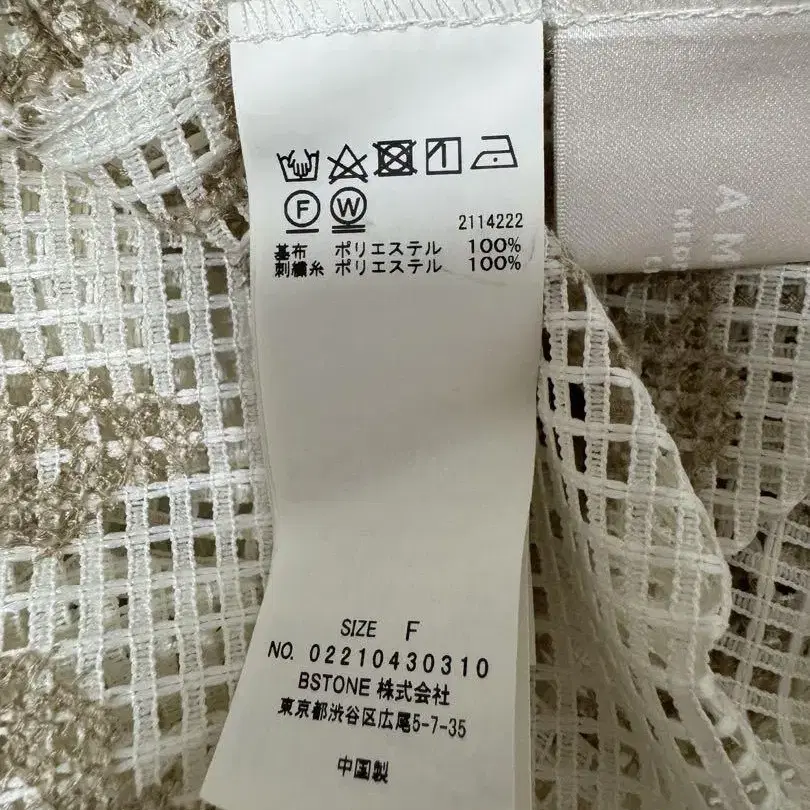 F W
2114222
基布 ポリエステル 100%
刺繍糸 ポリエステル 100%
SIZE F
NO. 02210430310
BSTONE 株式会社
東京都渋谷区広尾5-7-35
中国製
AM